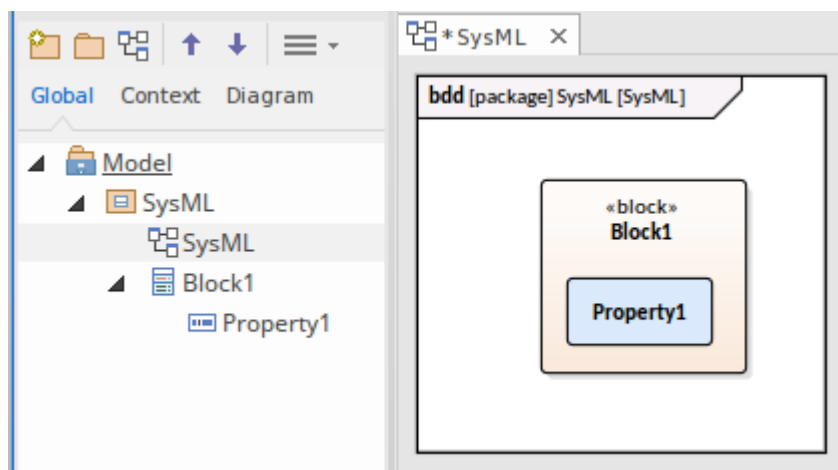 Global Context Diagram
Model
SysML
SysML
Block1
Property1
*SysML
bdd [package] SysML [SysML]
«block»
Block1
Property1